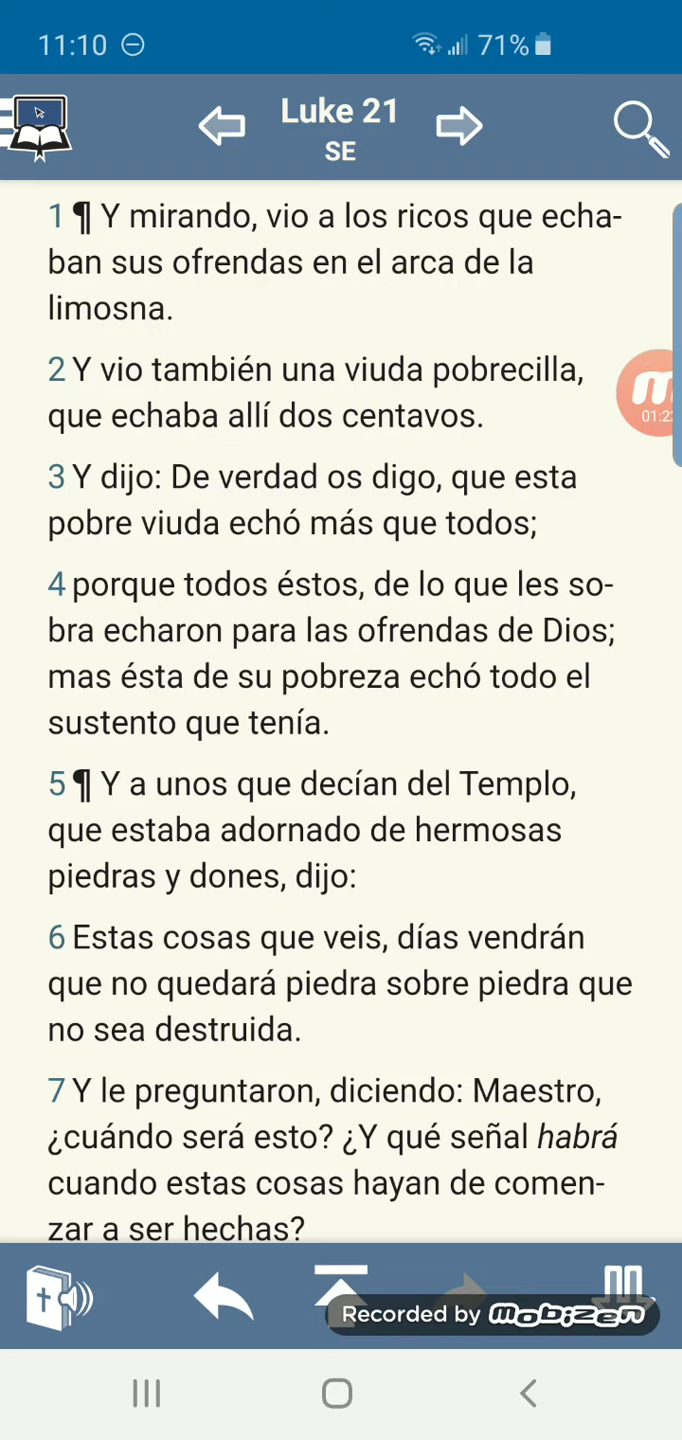 11:10 71%
Luke 21
SE
1 ¶ Y mirando, vio a los ricos que echa-
ban sus ofrendas en el arca de la
limosna.
2 Y vio también una viuda pobrecilla,
que echaba allí dos centavos.
3 Y dijo: De verdad os digo, que esta
pobre viuda echó más que todos;
4 porque todos éstos, de lo que les so-
bra echaron para las ofrendas de Dios;
mas ésta de su pobreza echó todo el
sustento que tenía.
5 ¶ Y a unos que decían del Templo,
que estaba adornado de hermosas
piedras y dones, dijo:
6 Estas cosas que veis, días vendrán
que no quedará piedra sobre piedra que
no sea destruida.
7 Y le preguntaron, diciendo: Maestro,
¿cuándo será esto? ¿Y qué señal habrá
cuando estas cosas hayan de comen-
zar a ser hechas?
Recorded by mobizen